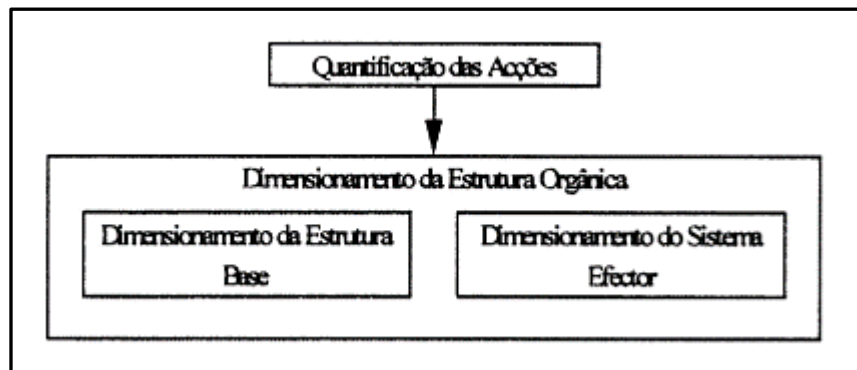 Quantificação das Acções
Dimensionamento da Estrutura Orgânica
Dimensionamento da Estrutura
Base
Dimensionamento do Sistema
Efector